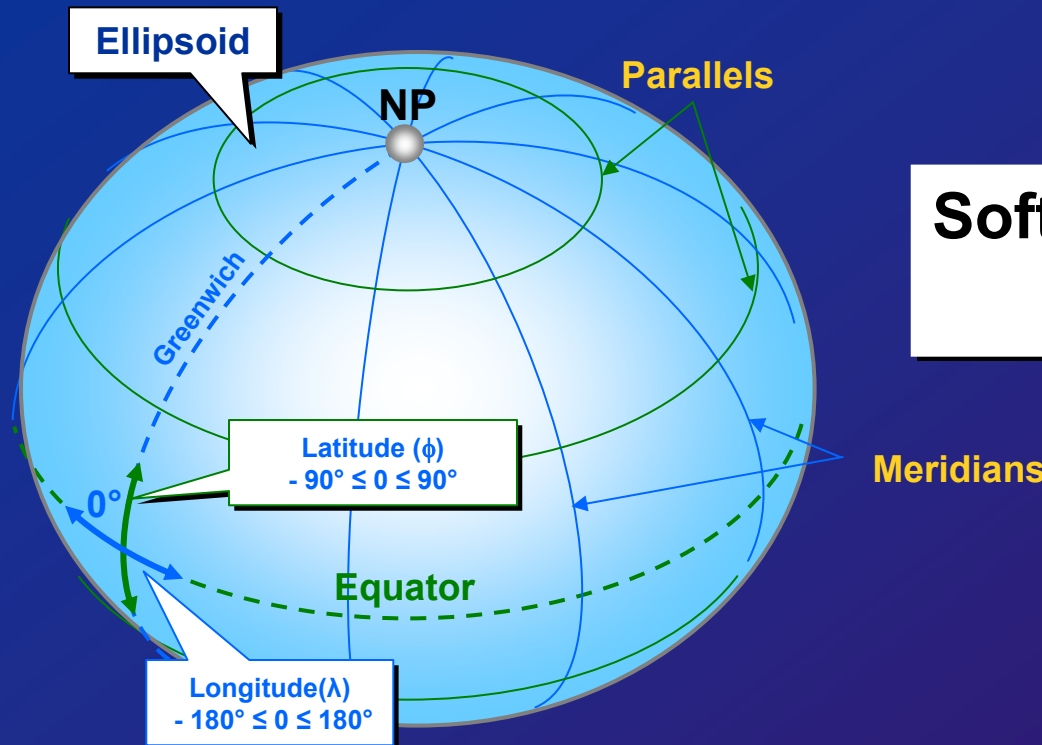 Ellipsoid
Parallels
NP
Soft
Greenwich
Latitude (ϕ)
- 90° ≤ 0 ≤ 90°
Meridians
0°
Equator
Longitude(λ)
- 180° ≤ 0 ≤ 180°